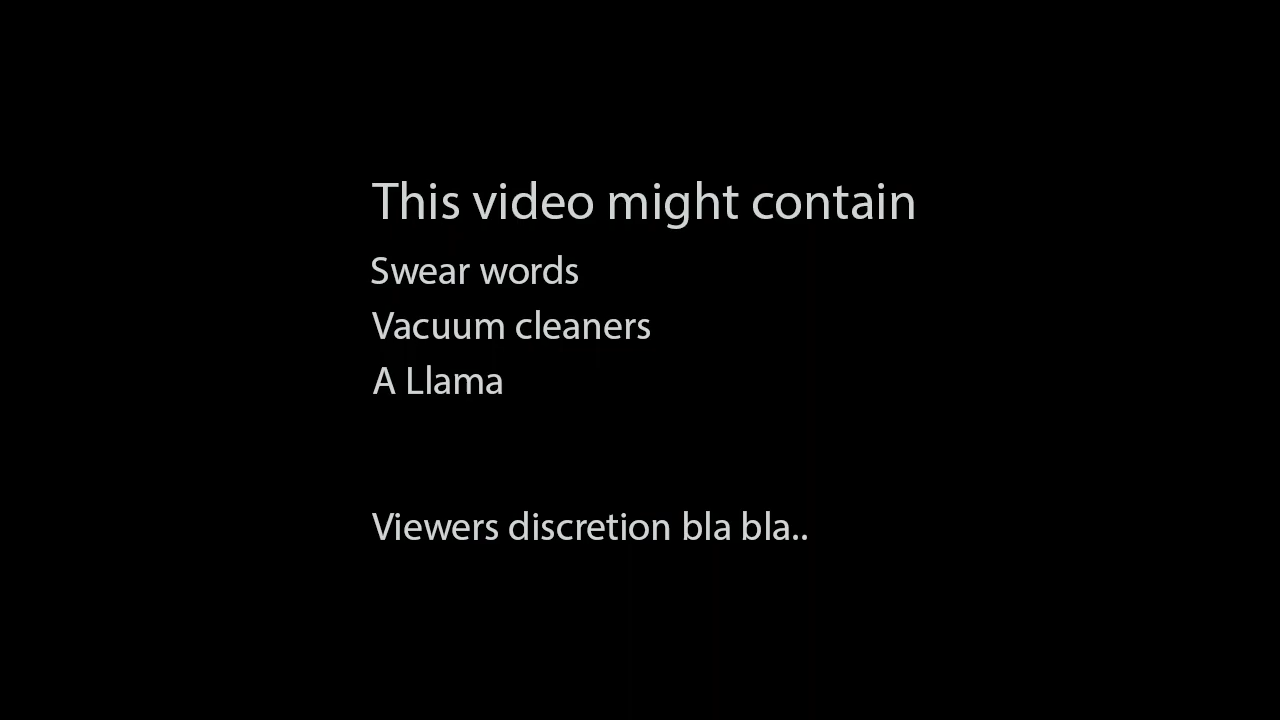 This video might contain
Swear words
Vacuum cleaners
A Llama
Viewers discretion bla bla..